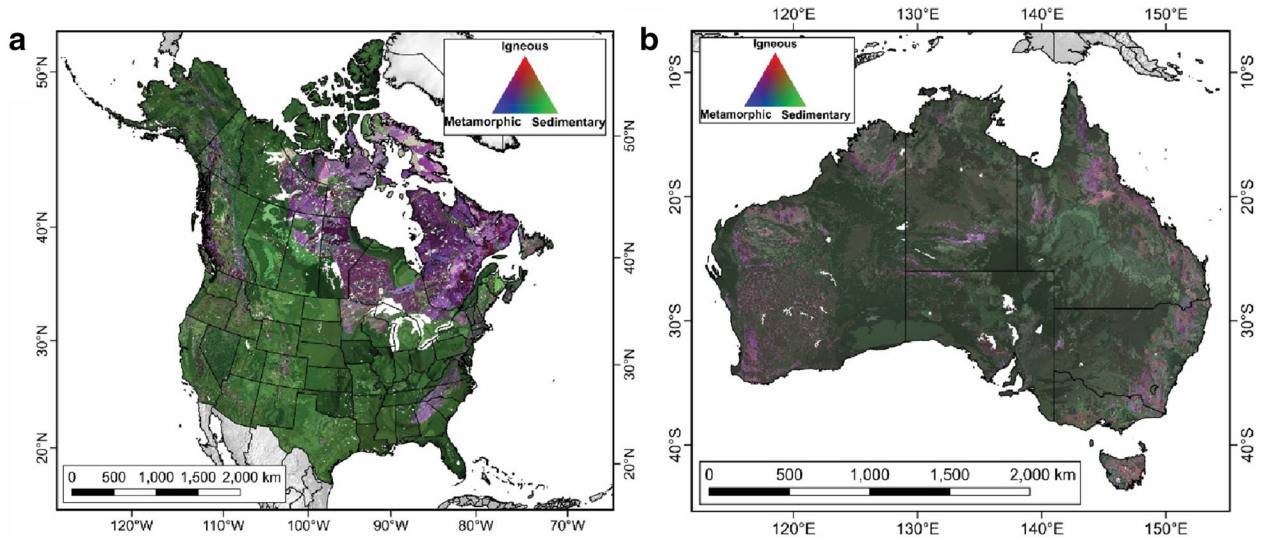 a
Igneous
Metamorphic Sedimentary
50°N
40°N
30°N
20°N
50°N
40°N
30°N
20°N
0 500 1,000 1,500 2,000 km
120°W 110°W 100°W 90°W 80°W 70°W
b
120°E 130°E 140°E 150°E
Igneous
Metamorphic Sedimentary
10°S
20°S
30°S
40°S
10°S
20°S
30°S
40°S
0 500 1,000 1,500 2,000 km
120°E 130°E 140°E 150°E